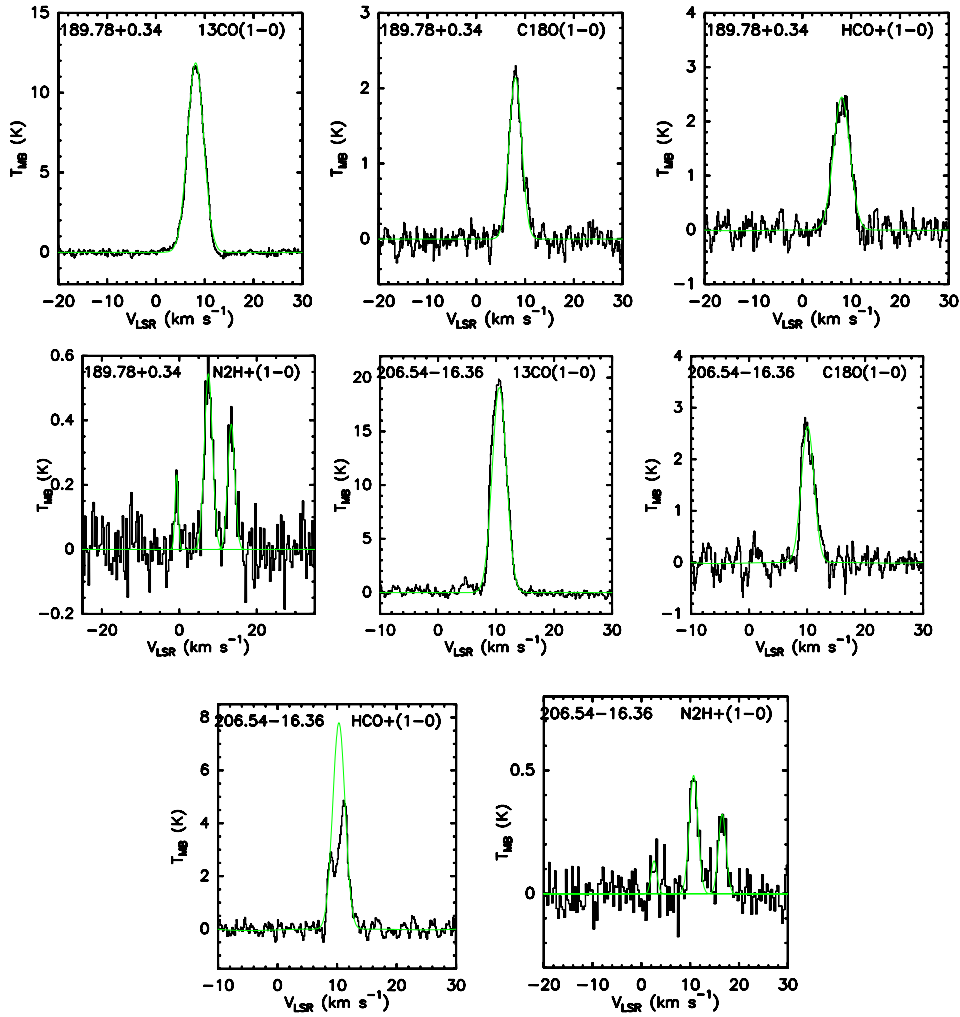 189.78+0.34 13CO(1−0)
15
10
5
0
T_MB (K)
−20 −10 0 10 20 30
V_LSR (km s⁻¹)
189.78+0.34 C18O(1−0)
3
2
1
0
T_MB (K)
−20 −10 0 10 20 30
V_LSR (km s⁻¹)
189.78+0.34 HCO+(1−0)
4
3
2
1
0
−1
T_MB (K)
−20 −10 0 10 20 30
V_LSR (km s⁻¹)
189.78+0.34 N2H+(1−0)
0.6
0.4
0.2
0
−0.2
T_MB (K)
−20 0 20
V_LSR (km s⁻¹)
206.54−16.36 13CO(1−0)
20
15
10
5
0
T_MB (K)
−10 0 10 20 30
V_LSR (km s⁻¹)
206.54−16.36 C18O(1−0)
4
3
2
1
0
−1
T_MB (K)
−10 0 10 20 30
V_LSR (km s⁻¹)
206.54−16.36 HCO+(1−0)
8
6
4
2
0
T_MB (K)
−10 0 10 20 30
V_LSR (km s⁻¹)
206.54−16.36 N2H+(1−0)
0.5
0
T_MB (K)
−20 −10 0 10 20 30
V_LSR (km s⁻¹)